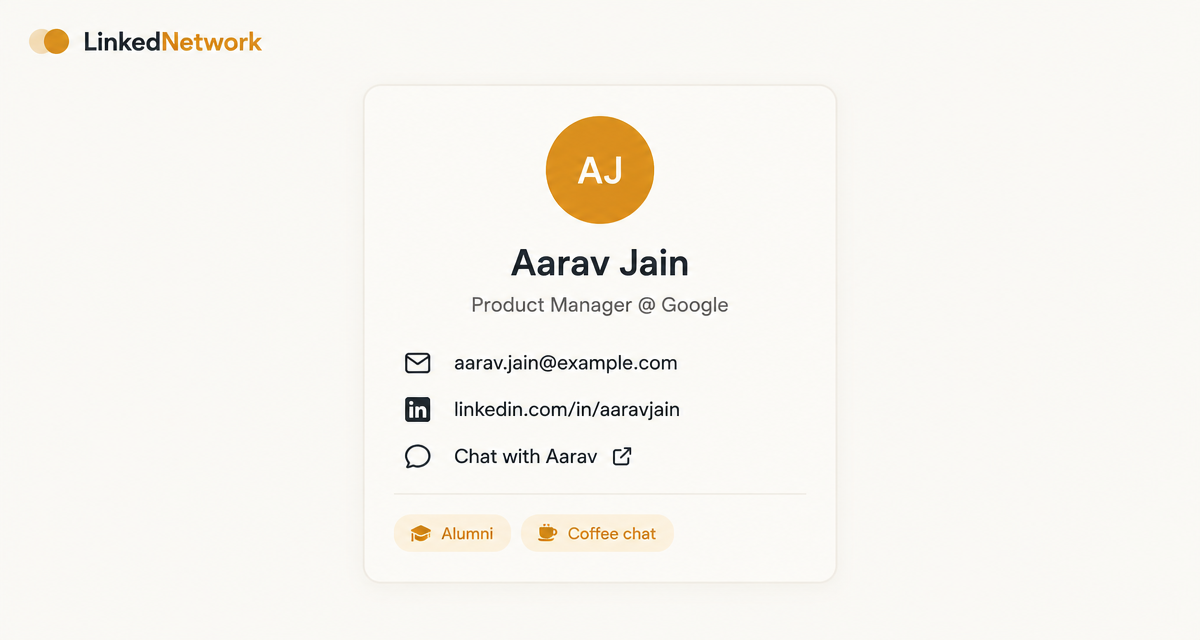 LinkedNetwork
AJ
Aarav Jain
Product Manager @ Google
aarav.jain@example.com
in linkedin.com/in/aaravjain
Chat with Aarav
Alumni
Coffee chat